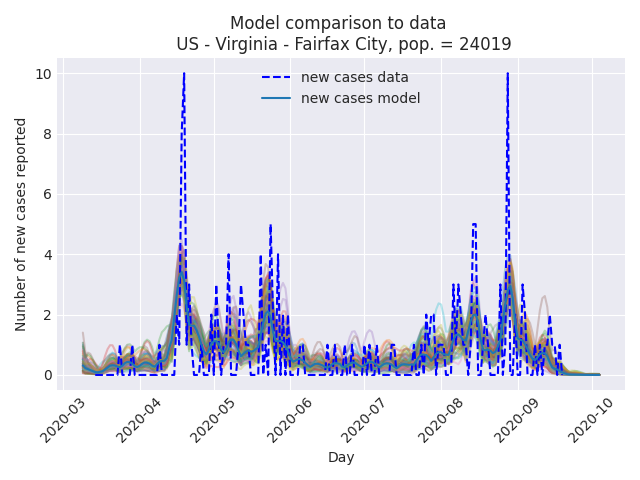 Model comparison to data
US - Virginia - Fairfax City, pop. = 24019
new cases data
new cases model
Number of new cases reported
10
8
6
4
2
0
2020-03
2020-04
2020-05
2020-06
2020-07
2020-08
2020-09
2020-10
Day